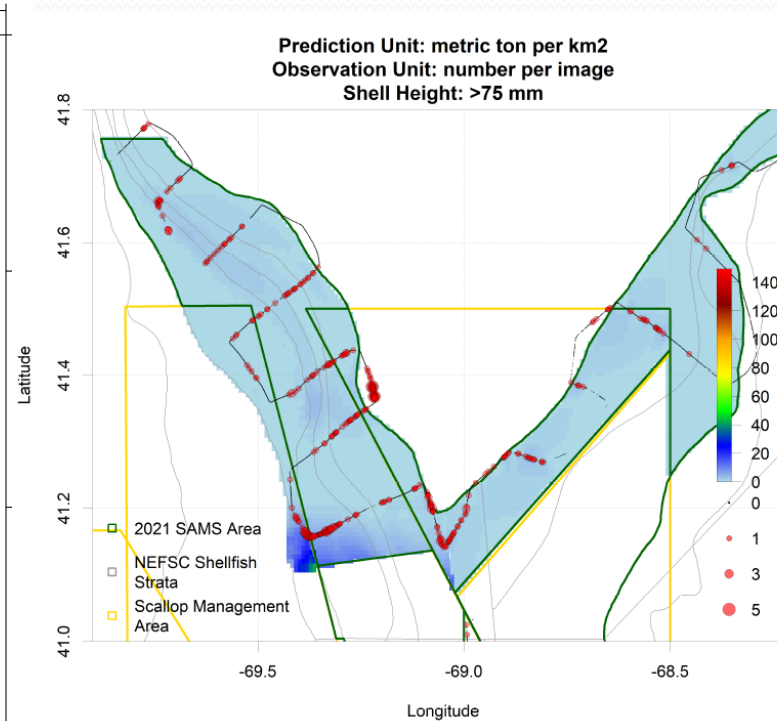 Prediction Unit: metric ton per km2
Observation Unit: number per image
Shell Height: >75 mm
41.8
41.6
41.4
41.2
41.0
Latitude
140
120
100
80
60
40
20
0
0
1
3
5
2021 SAMS Area
NEFSC Shellfish
Strata
Scallop Management
Area
-69.5
-69.0
-68.5
Longitude